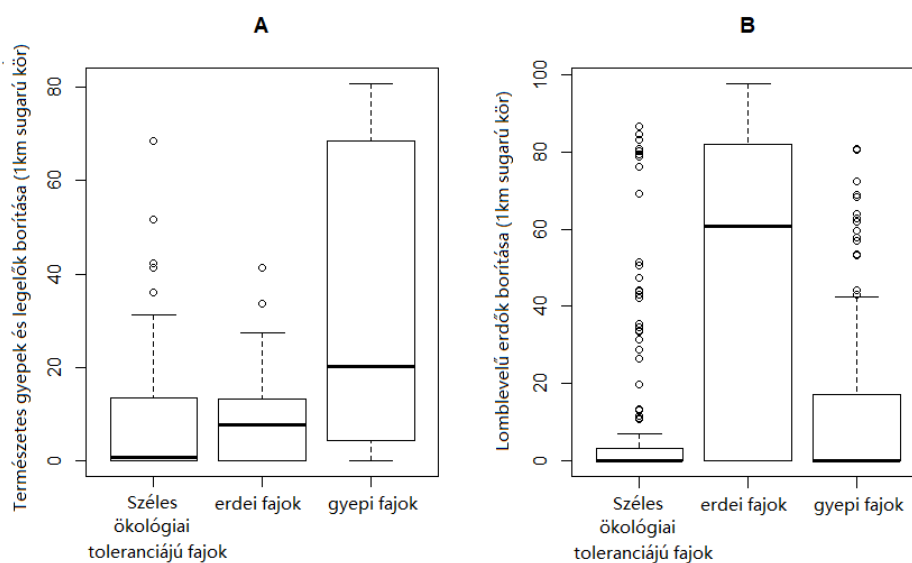 A
Természetes gyepek és legelők borítása (1km sugarú kör)
80
60
40
20
0
Széles
ökológiai
toleranciájú fajok
erdei fajok
gyepi fajok
B
Lomblevelű erdők borítása (1km sugarú kör)
100
80
60
40
20
0
Széles
ökológiai
toleranciájú fajok
erdei fajok
gyepi fajok